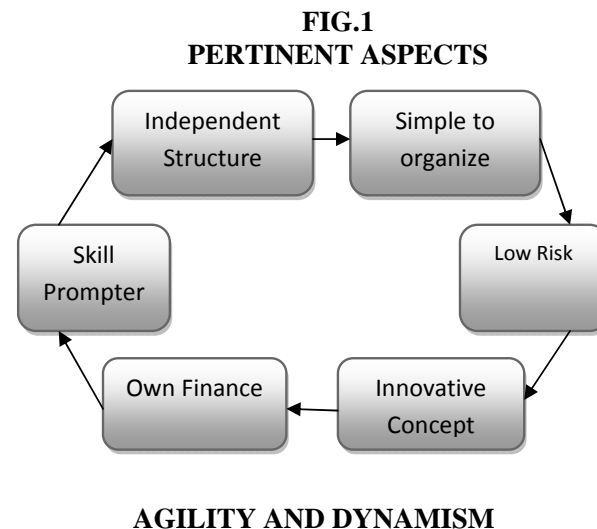 FIG.1
PERTINENT ASPECTS
Independent
Structure
Simple to
organize
Low Risk
Innovative
Concept
Own Finance
Skill
Prompter
AGILITY AND DYNAMISM